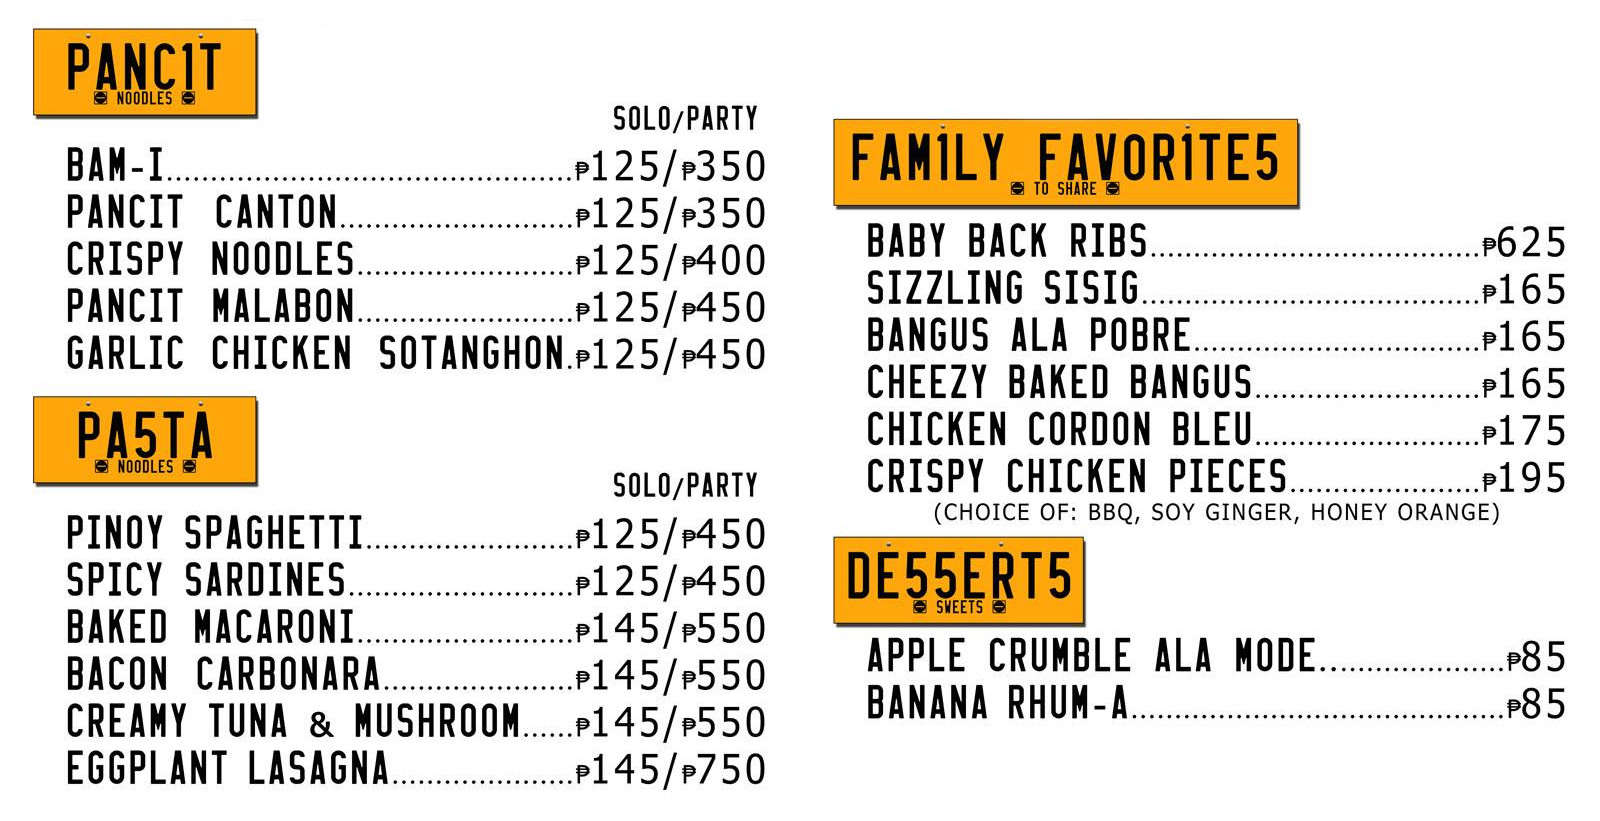 PANC1T
NOODLES
SOLO/PARTY
BAM-I........................................₱125/₱350
PANCIT CANTON.......................₱125/₱350
CRISPY NOODLES.....................₱125/₱400
PANCIT MALABON.....................₱125/₱450
GARLIC CHICKEN SOTANGHON.₱125/₱450
PA5TA
NOODLES
SOLO/PARTY
PINOY SPAGHETTI....................₱125/₱450
SPICY SARDINES......................₱125/₱450
BAKED MACARONI.....................₱145/₱550
BACON CARBONARA...................₱145/₱550
CREAMY TUNA & MUSHROOM.....₱145/₱550
EGGPLANT LASAGNA..................₱145/₱750
FAM1LY FAVOR1TE5
TO SHARE
BABY BACK RIBS................................₱625
SIZZLING SISIG.................................₱165
BANGUS ALA POBRE............................₱165
CHEEZY BAKED BANGUS......................₱165
CHICKEN CORDON BLEU......................₱175
CRISPY CHICKEN PIECES...................₱195
(CHOICE OF: BBQ, SOY GINGER, HONEY ORANGE)
DE55ERT5
SWEETS
APPLE CRUMBLE ALA MODE..................₱85
BANANA RHUM-A.....................................₱85